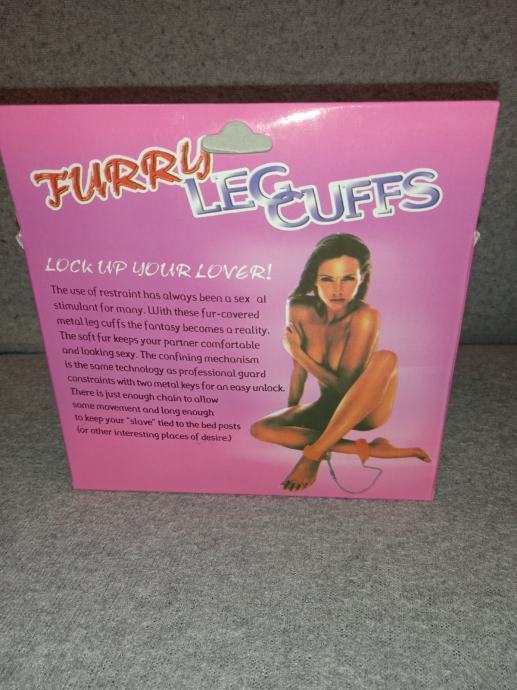 FURRY
LEG CUFFS
LOCK UP YOUR LOVER!
The use of restraint has always been a sex al
stimulant for many. With these fur-covered
metal leg cuffs the fantasy becomes a reality.
The soft fur keeps your partner comfortable
and looking sexy. The confining mechanism
is the same technology as professional guard
constraints with two metal keys for an easy unlock.
There is just enough chain to allow
some movement and long enough
to keep your "slave" tied to the bed posts
(or other interesting places of desire.)